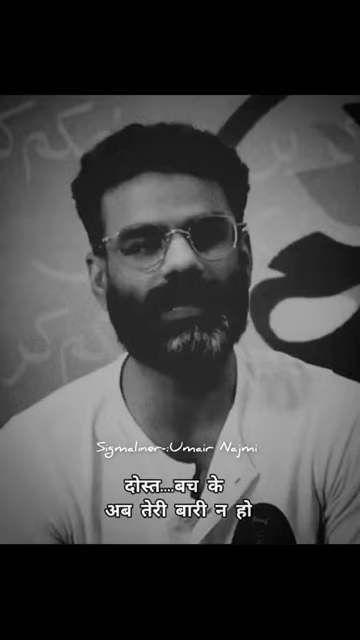 Sigmaliner-:Umair Najmi
दोस्त....बच के
अब तेरी बारी न हो